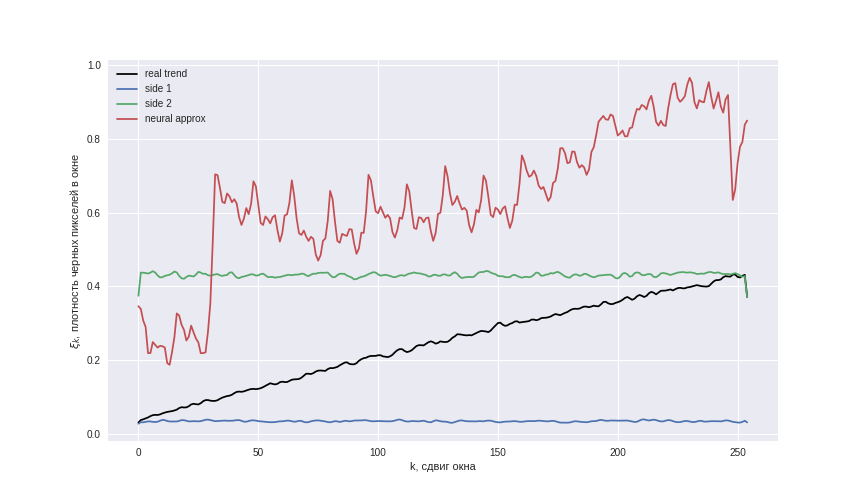 real trend
side 1
side 2
neural approx
1.0
0.8
0.6
0.4
0.2
0.0
ξk, плотность черных пикселей в окне
0 50 100 150 200 250
k, сдвиг окна